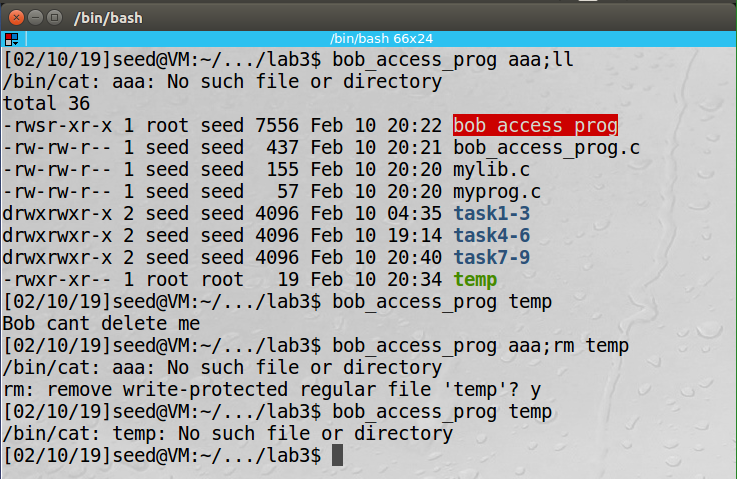 /bin/bash
/bin/bash 66x24
[02/10/19]seed@VM:~/.../lab3$ bob_access_prog aaa;ll
/bin/cat: aaa: No such file or directory
total 36
-rwsr-xr-x 1 root seed 7556 Feb 10 20:22 bob_access_prog
-rw-rw-r-- 1 seed seed  437 Feb 10 20:21 bob_access_prog.c
-rw-rw-r-- 1 seed seed  155 Feb 10 20:20 mylib.c
-rw-rw-r-- 1 seed seed   57 Feb 10 20:20 myprog.c
drwxrwxr-x 2 seed seed 4096 Feb 10 04:35 task1-3
drwxrwxr-x 2 seed seed 4096 Feb 10 19:14 task4-6
drwxrwxr-x 2 seed seed 4096 Feb 10 20:40 task7-9
-rwxr-xr-- 1 root root   19 Feb 10 20:34 temp
[02/10/19]seed@VM:~/.../lab3$ bob_access_prog temp
Bob cant delete me
[02/10/19]seed@VM:~/.../lab3$ bob_access_prog aaa;rm temp
/bin/cat: aaa: No such file or directory
rm: remove write-protected regular file 'temp'? y
[02/10/19]seed@VM:~/.../lab3$ bob_access_prog temp
/bin/cat: temp: No such file or directory
[02/10/19]seed@VM:~/.../lab3$